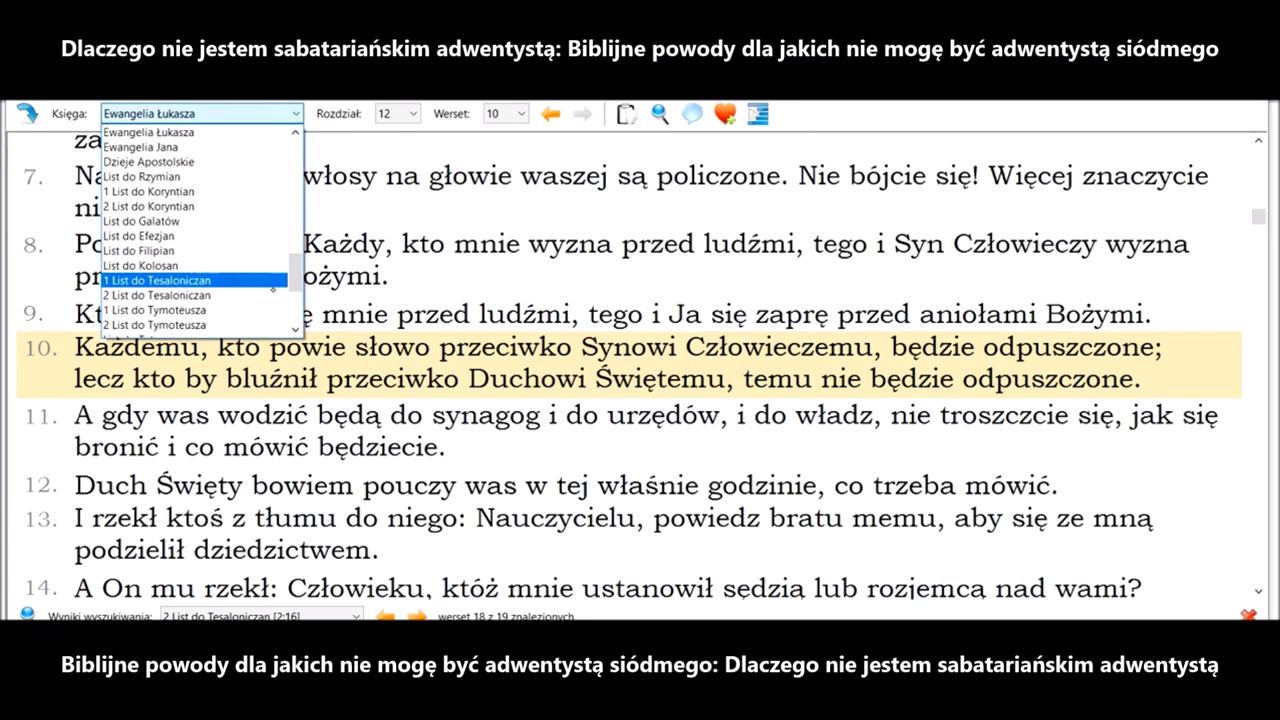 Dlaczego nie jestem sabatariańskim adwentystą: Biblijne powody dla jakich nie mogę być adwentystą siódmego
Księga: Ewangelia Łukasza Rozdział: 12 Werset: 10
Ewangelia Łukasza
Ewangelia Jana
Dzieje Apostolskie
List do Rzymian
1 List do Koryntian
2 List do Koryntian
List do Galatów
List do Efezjan
List do Filipian
List do Kolosan
1 List do Tesaloniczan
2 List do Tesaloniczan
1 List do Tymoteusza
2 List do Tymoteusza
za
7. Na włosy na głowie waszej są policzone. Nie bójcie się! Więcej znaczycie
ni
8. Po Każdy, kto mnie wyzna przed ludźmi, tego i Syn Człowieczy wyzna
pr ożymi.
9. Kt ę mnie przed ludźmi, tego i Ja się zaprę przed aniołami Bożymi.
10. Każdemu, kto powie słowo przeciwko Synowi Człowieczemu, będzie odpuszczone;
lecz kto by bluźnił przeciwko Duchowi Świętemu, temu nie będzie odpuszczone.
11. A gdy was wodzić będą do synagog i do urzędów, i do władz, nie troszczcie się, jak się
bronić i co mówić będziecie.
12. Duch Święty bowiem pouczy was w tej właśnie godzinie, co trzeba mówić.
13. I rzekł ktoś z tłumu do niego: Nauczycielu, powiedz bratu memu, aby się ze mną
podzielił dziedzictwem.
14. A On mu rzekł: Człowieku, któż mnie ustanowił sędzią lub rozjemcą nad wami?
Wyniki wyszukiwania: 2 List do Tesaloniczan [2:16] werset 18 z 19 znalezionych
Biblijne powody dla jakich nie mogę być adwentystą siódmego: Dlaczego nie jestem sabatariańskim adwentystą